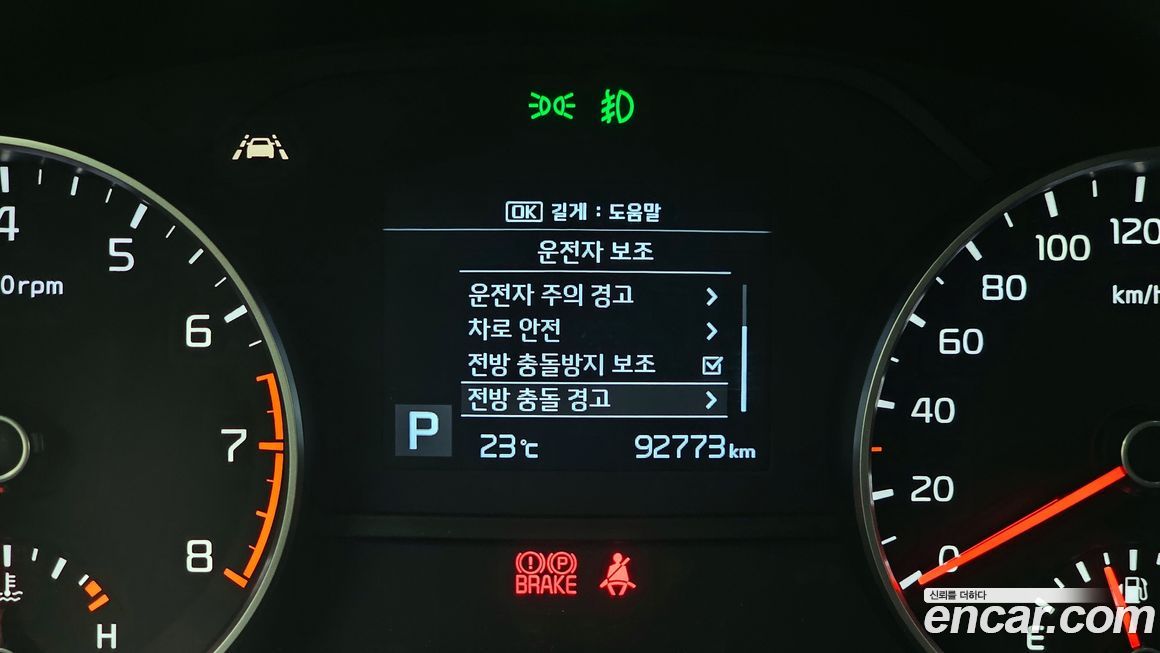 OK 길게 : 도움말
운전자 보조
운전자 주의 경고
차로 안전
전방 충돌방지 보조
전방 충돌 경고
P
23℃
92773km
4
5
6
7
8
0rpm
H
120
100
80
60
40
20
0
km/h
E
BRAKE
신뢰를 더하다
encar.com